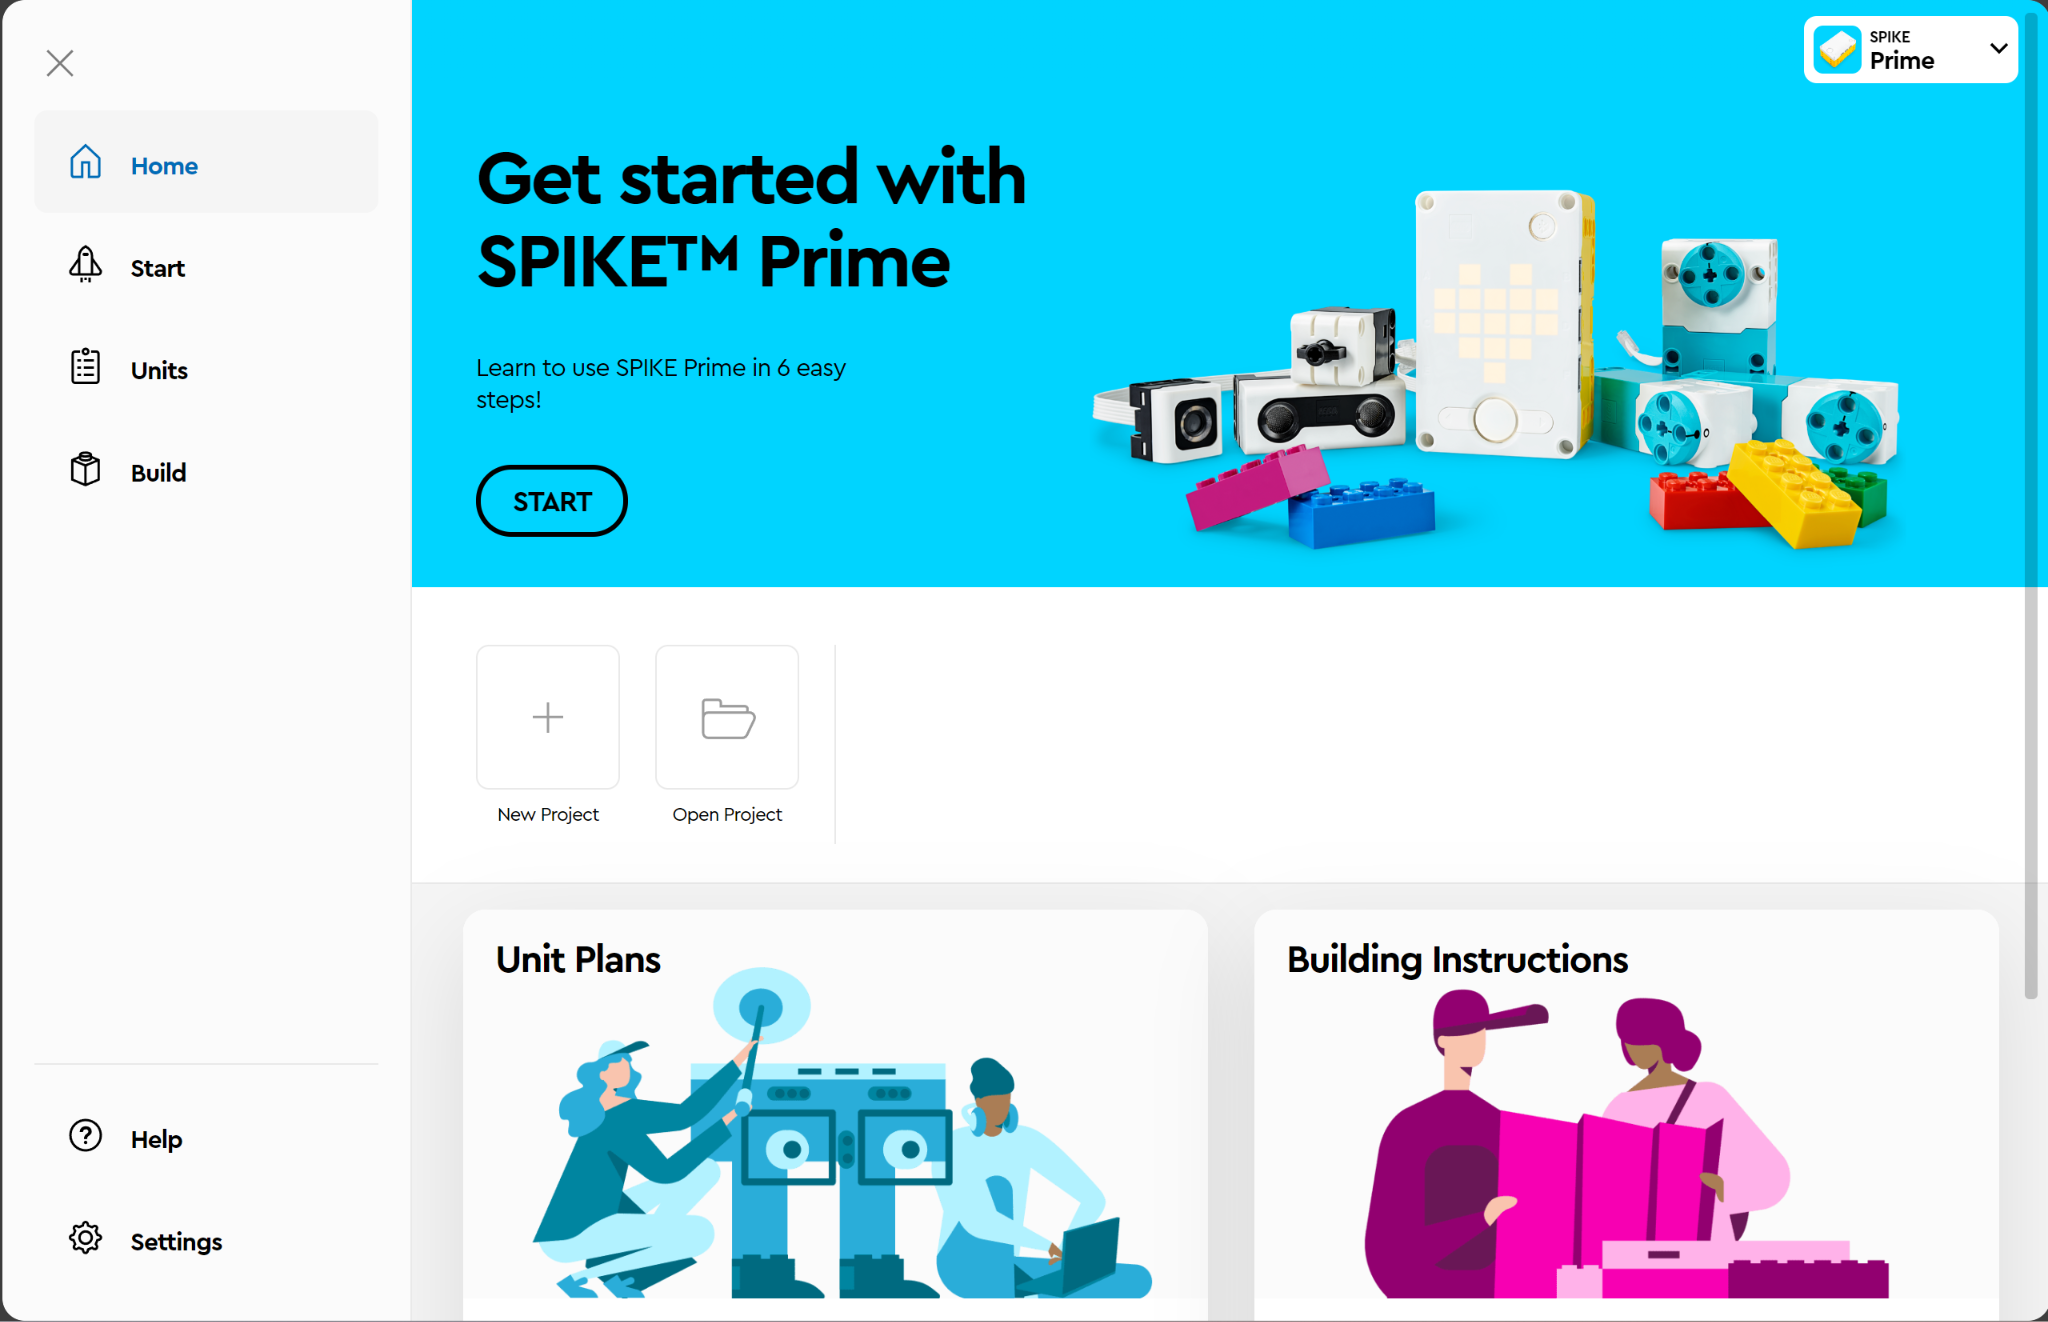 Home
Start
Units
Build
Help
Settings
SPIKE
Prime
Get started with
SPIKE™ Prime
Learn to use SPIKE Prime in 6 easy
steps!
START
New Project
Open Project
Unit Plans
Building Instructions